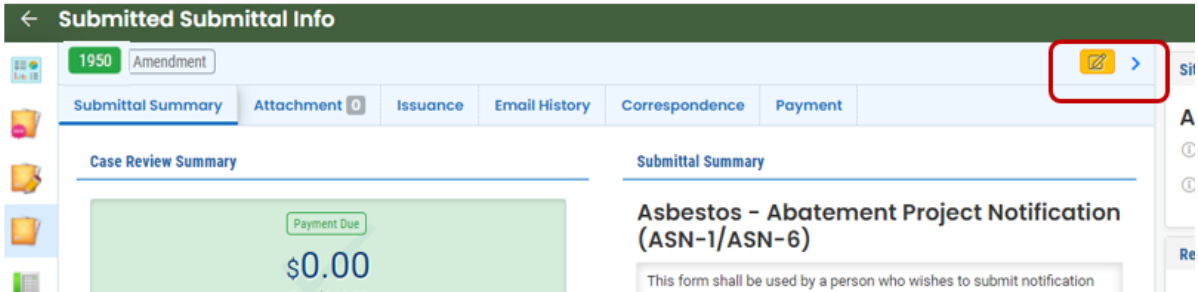 Submitted Submittal Info
1950 Amendment
Submittal Summary Attachment 0 Issuance Email History Correspondence Payment
Case Review Summary
Payment Due
$0.00
Submittal Summary
Asbestos - Abatement Project Notification
(ASN-1/ASN-6)
This form shall be used by a person who wishes to submit notification
Sit
A
Re